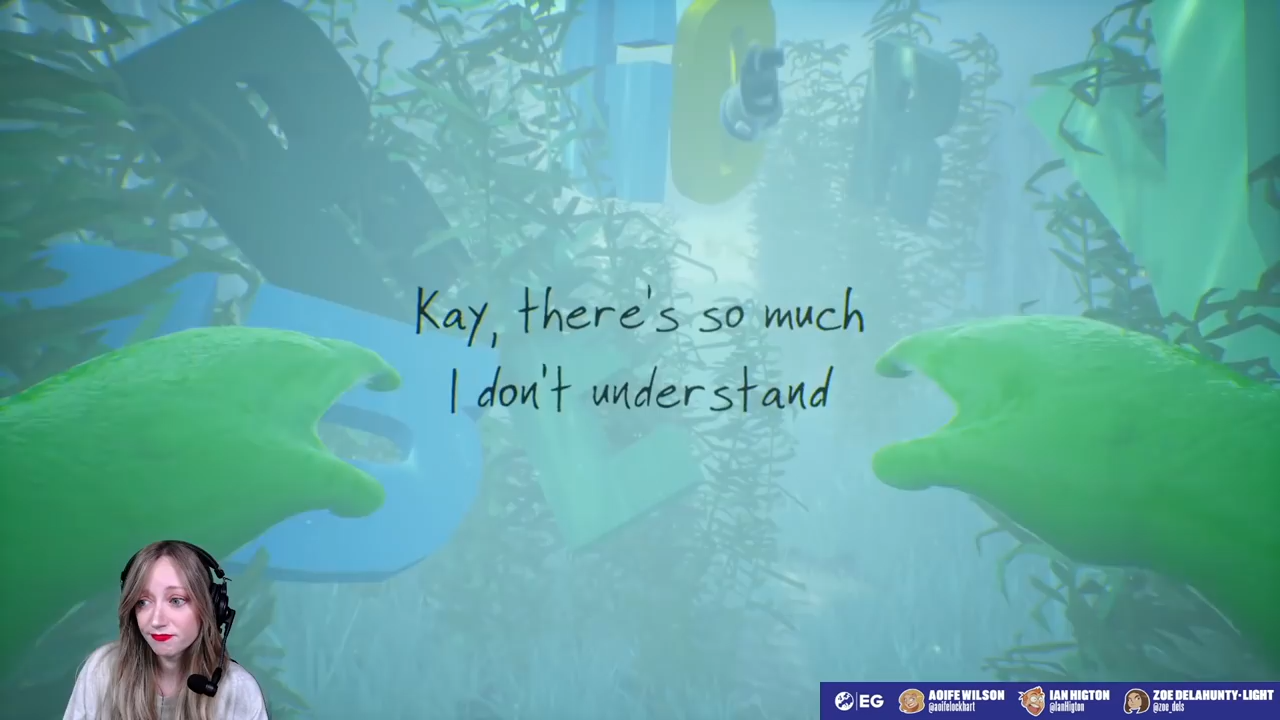 Kay, there's so much
I don't understand
EG
AOIFE WILSON
@aoifelockhart
IAN HIGTON
@IanHigton
ZOE DELAHUNTY-LIGHT
@zoe_dels